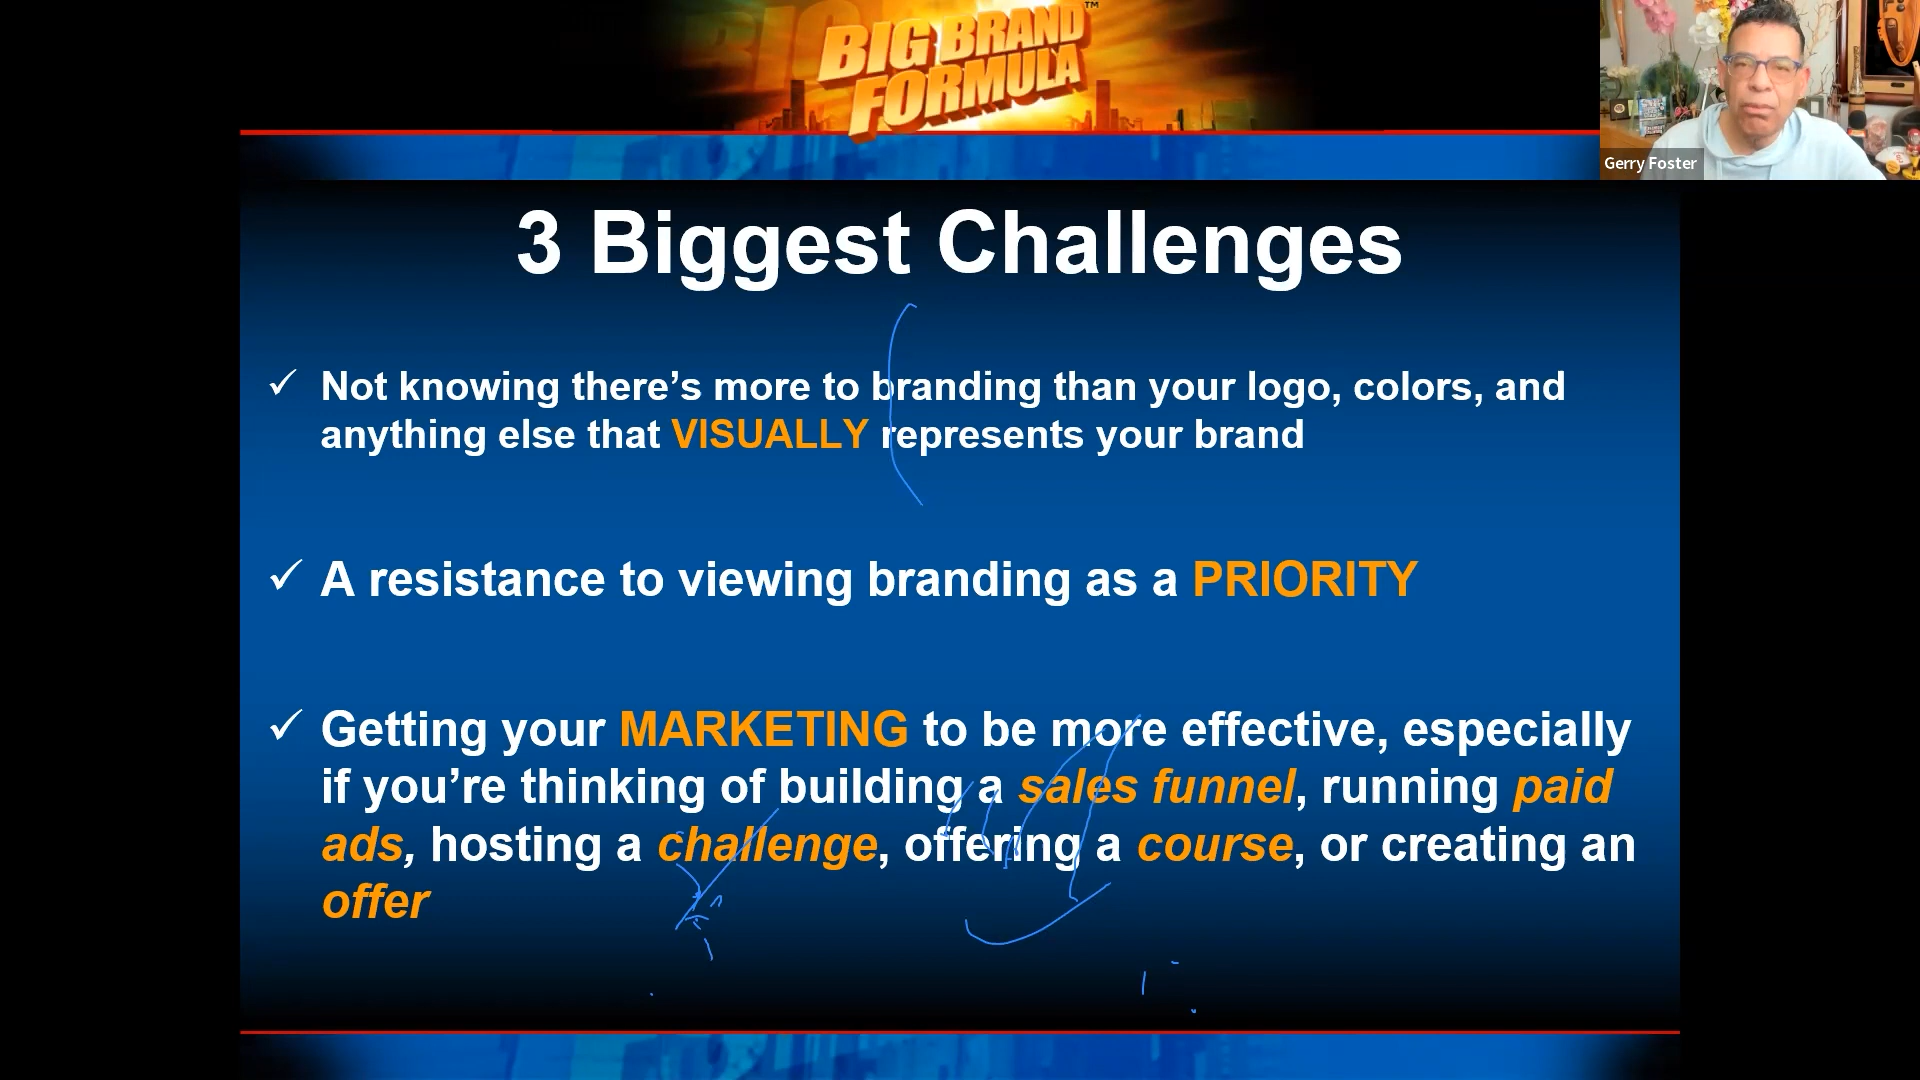 BIG BRAND
FORMULA™
Gerry Foster
3 Biggest Challenges
✓ Not knowing there’s more to branding than your logo, colors, and
anything else that VISUALLY represents your brand
✓ A resistance to viewing branding as a PRIORITY
✓ Getting your MARKETING to be more effective, especially
if you’re thinking of building a sales funnel, running paid
ads, hosting a challenge, offering a course, or creating an
offer